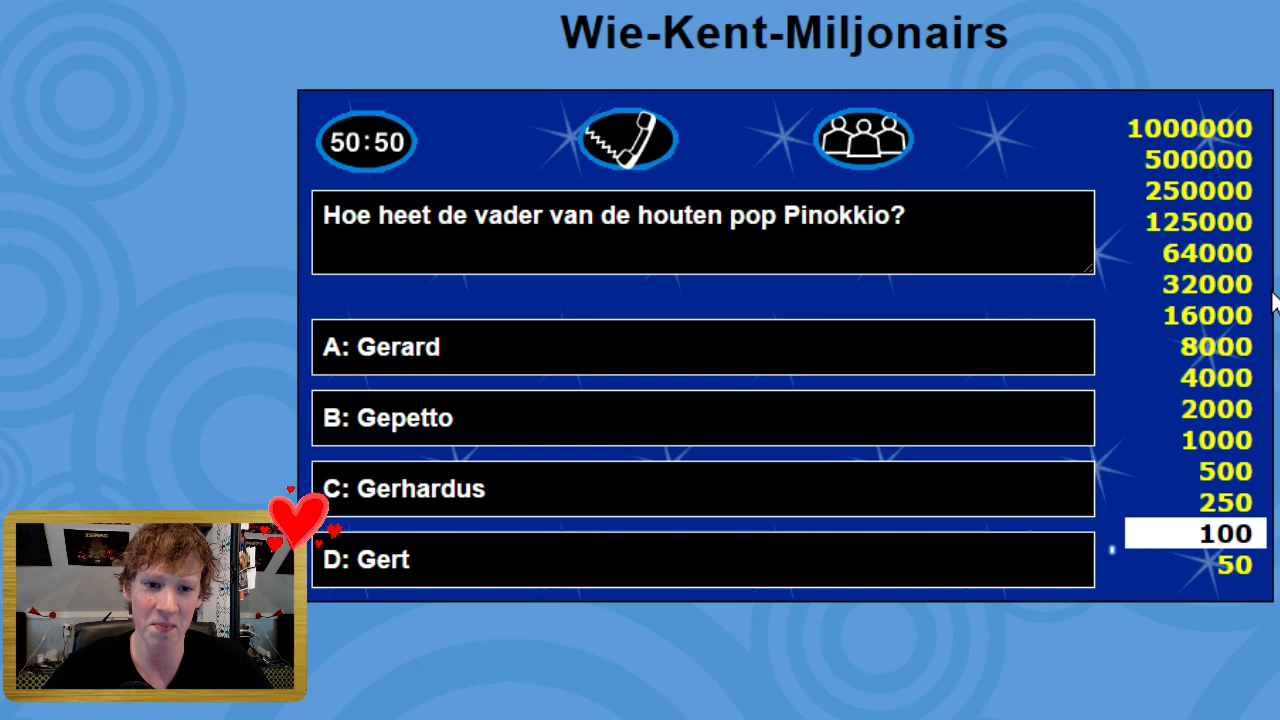 Wie-Kent-Miljonairs
50:50
Hoe heet de vader van de houten pop Pinokkio?
A: Gerard
B: Gepetto
C: Gerhardus
D: Gert
1000000
500000
250000
125000
64000
32000
16000
8000
4000
2000
1000
500
250
100
50